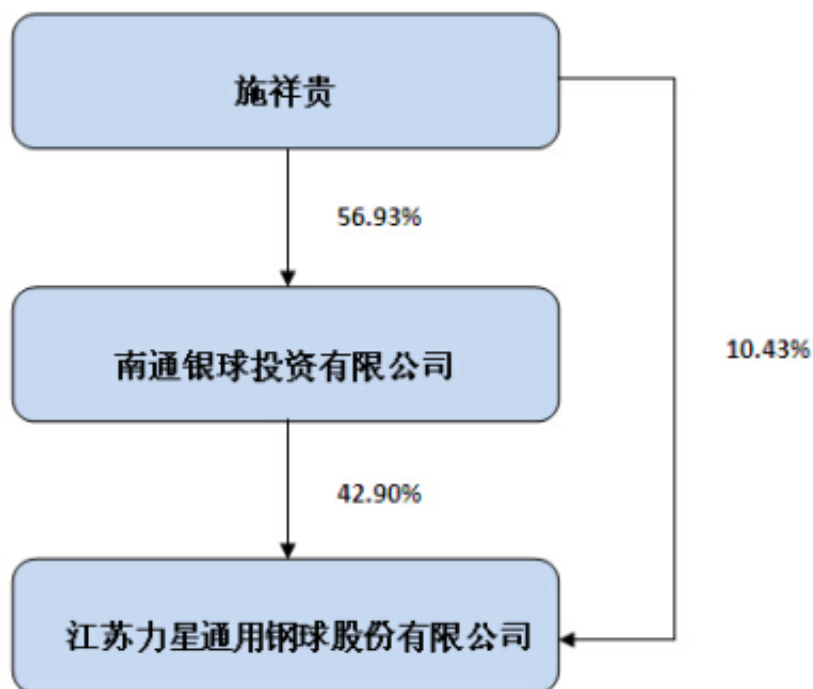 施祥贵
56.93%
南通银球投资有限公司
10.43%
42.90%
江苏力星通用钢球股份有限公司